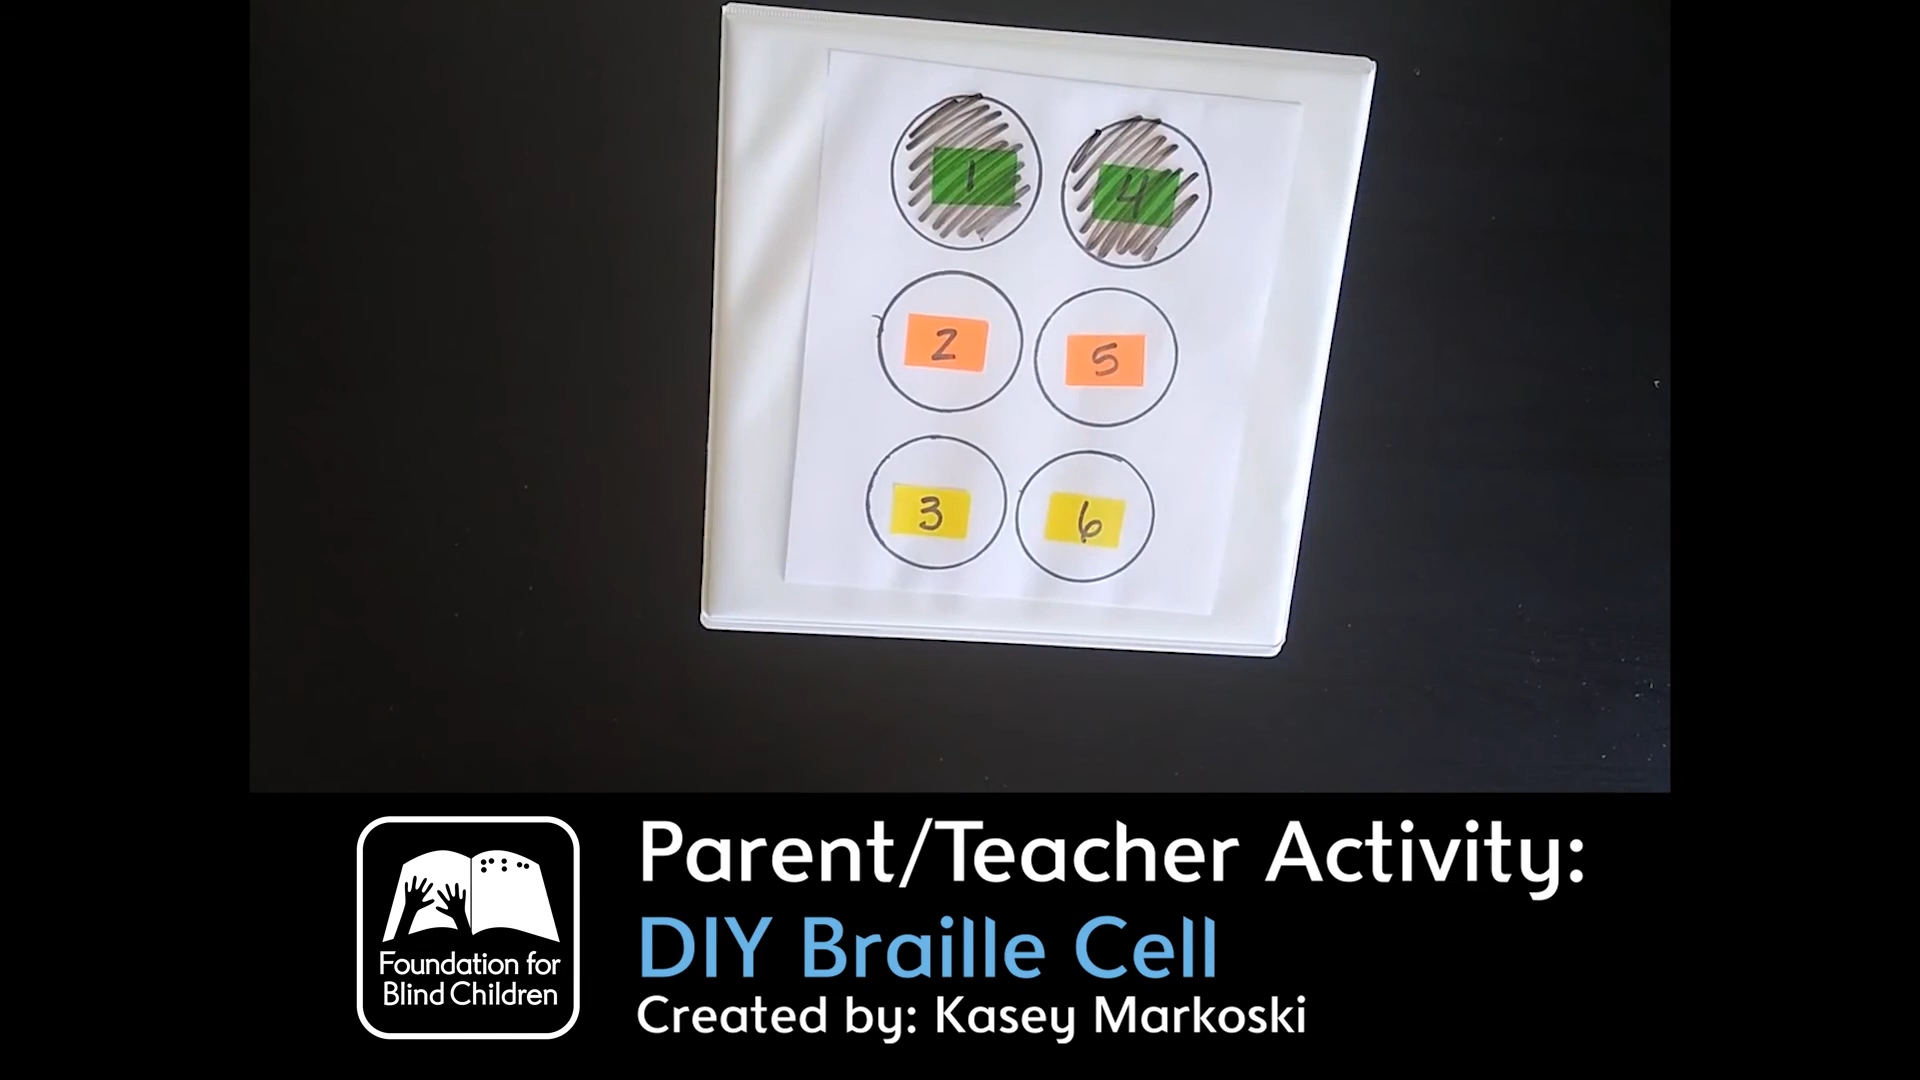 1 4
2 5
3 6
Parent/Teacher Activity:
DIY Braille Cell
Created by: Kasey Markoski
Foundation for
Blind Children